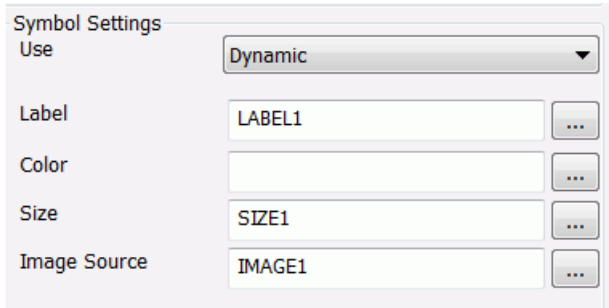 Symbol Settings
Use Dynamic
Label LABEL1 ...
Color ...
Size SIZE1 ...
Image Source IMAGE1 ...